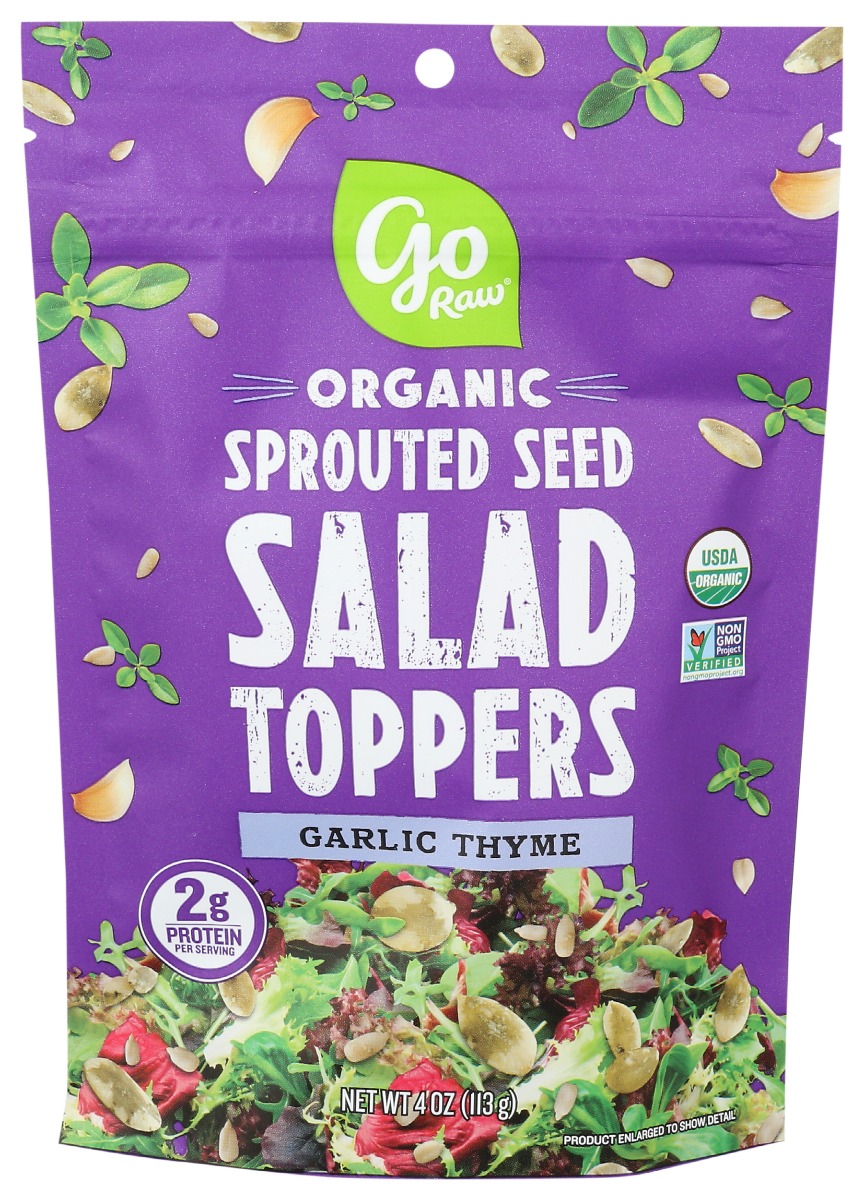 go
Raw®
ORGANIC
SPROUTED SEED
SALAD
TOPPERS
GARLIC THYME
USDA
ORGANIC
NON
GMO
Project
VERIFIED
nongmoproject.org
2g
PROTEIN
PER SERVING
NET WT 4 OZ (113 g)
PRODUCT ENLARGED TO SHOW DETAIL